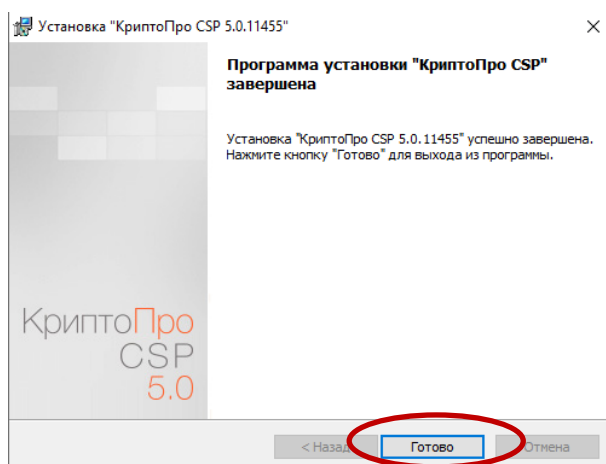 Установка "КриптоПро CSP 5.0.11455"
Программа установки "КриптоПро CSP"
завершена
Установка "КриптоПро CSP 5.0.11455" успешно завершена.
Нажмите кнопку "Готово" для выхода из программы.
КриптоПро
CSP
5.0
< Назад
Готово
Отмена